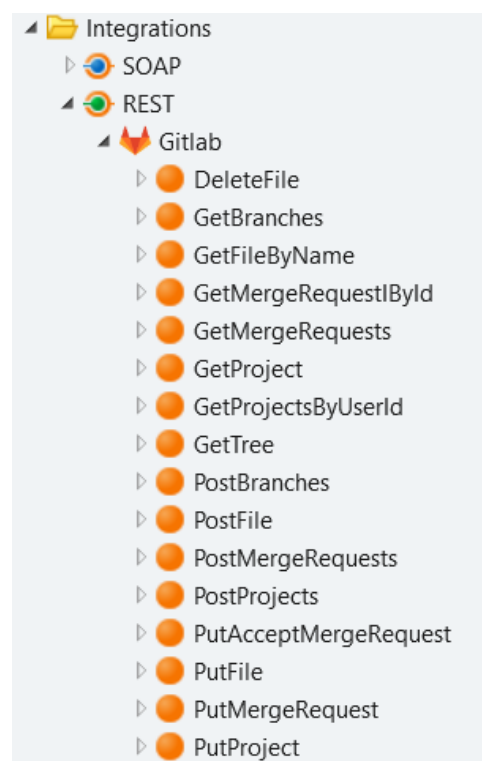 Integrations
SOAP
REST
Gitlab
DeleteFile
GetBranches
GetFileByName
GetMergeRequestIById
GetMergeRequests
GetProject
GetProjectsByUserId
GetTree
PostBranches
PostFile
PostMergeRequests
PostProjects
PutAcceptMergeRequest
PutFile
PutMergeRequest
PutProject